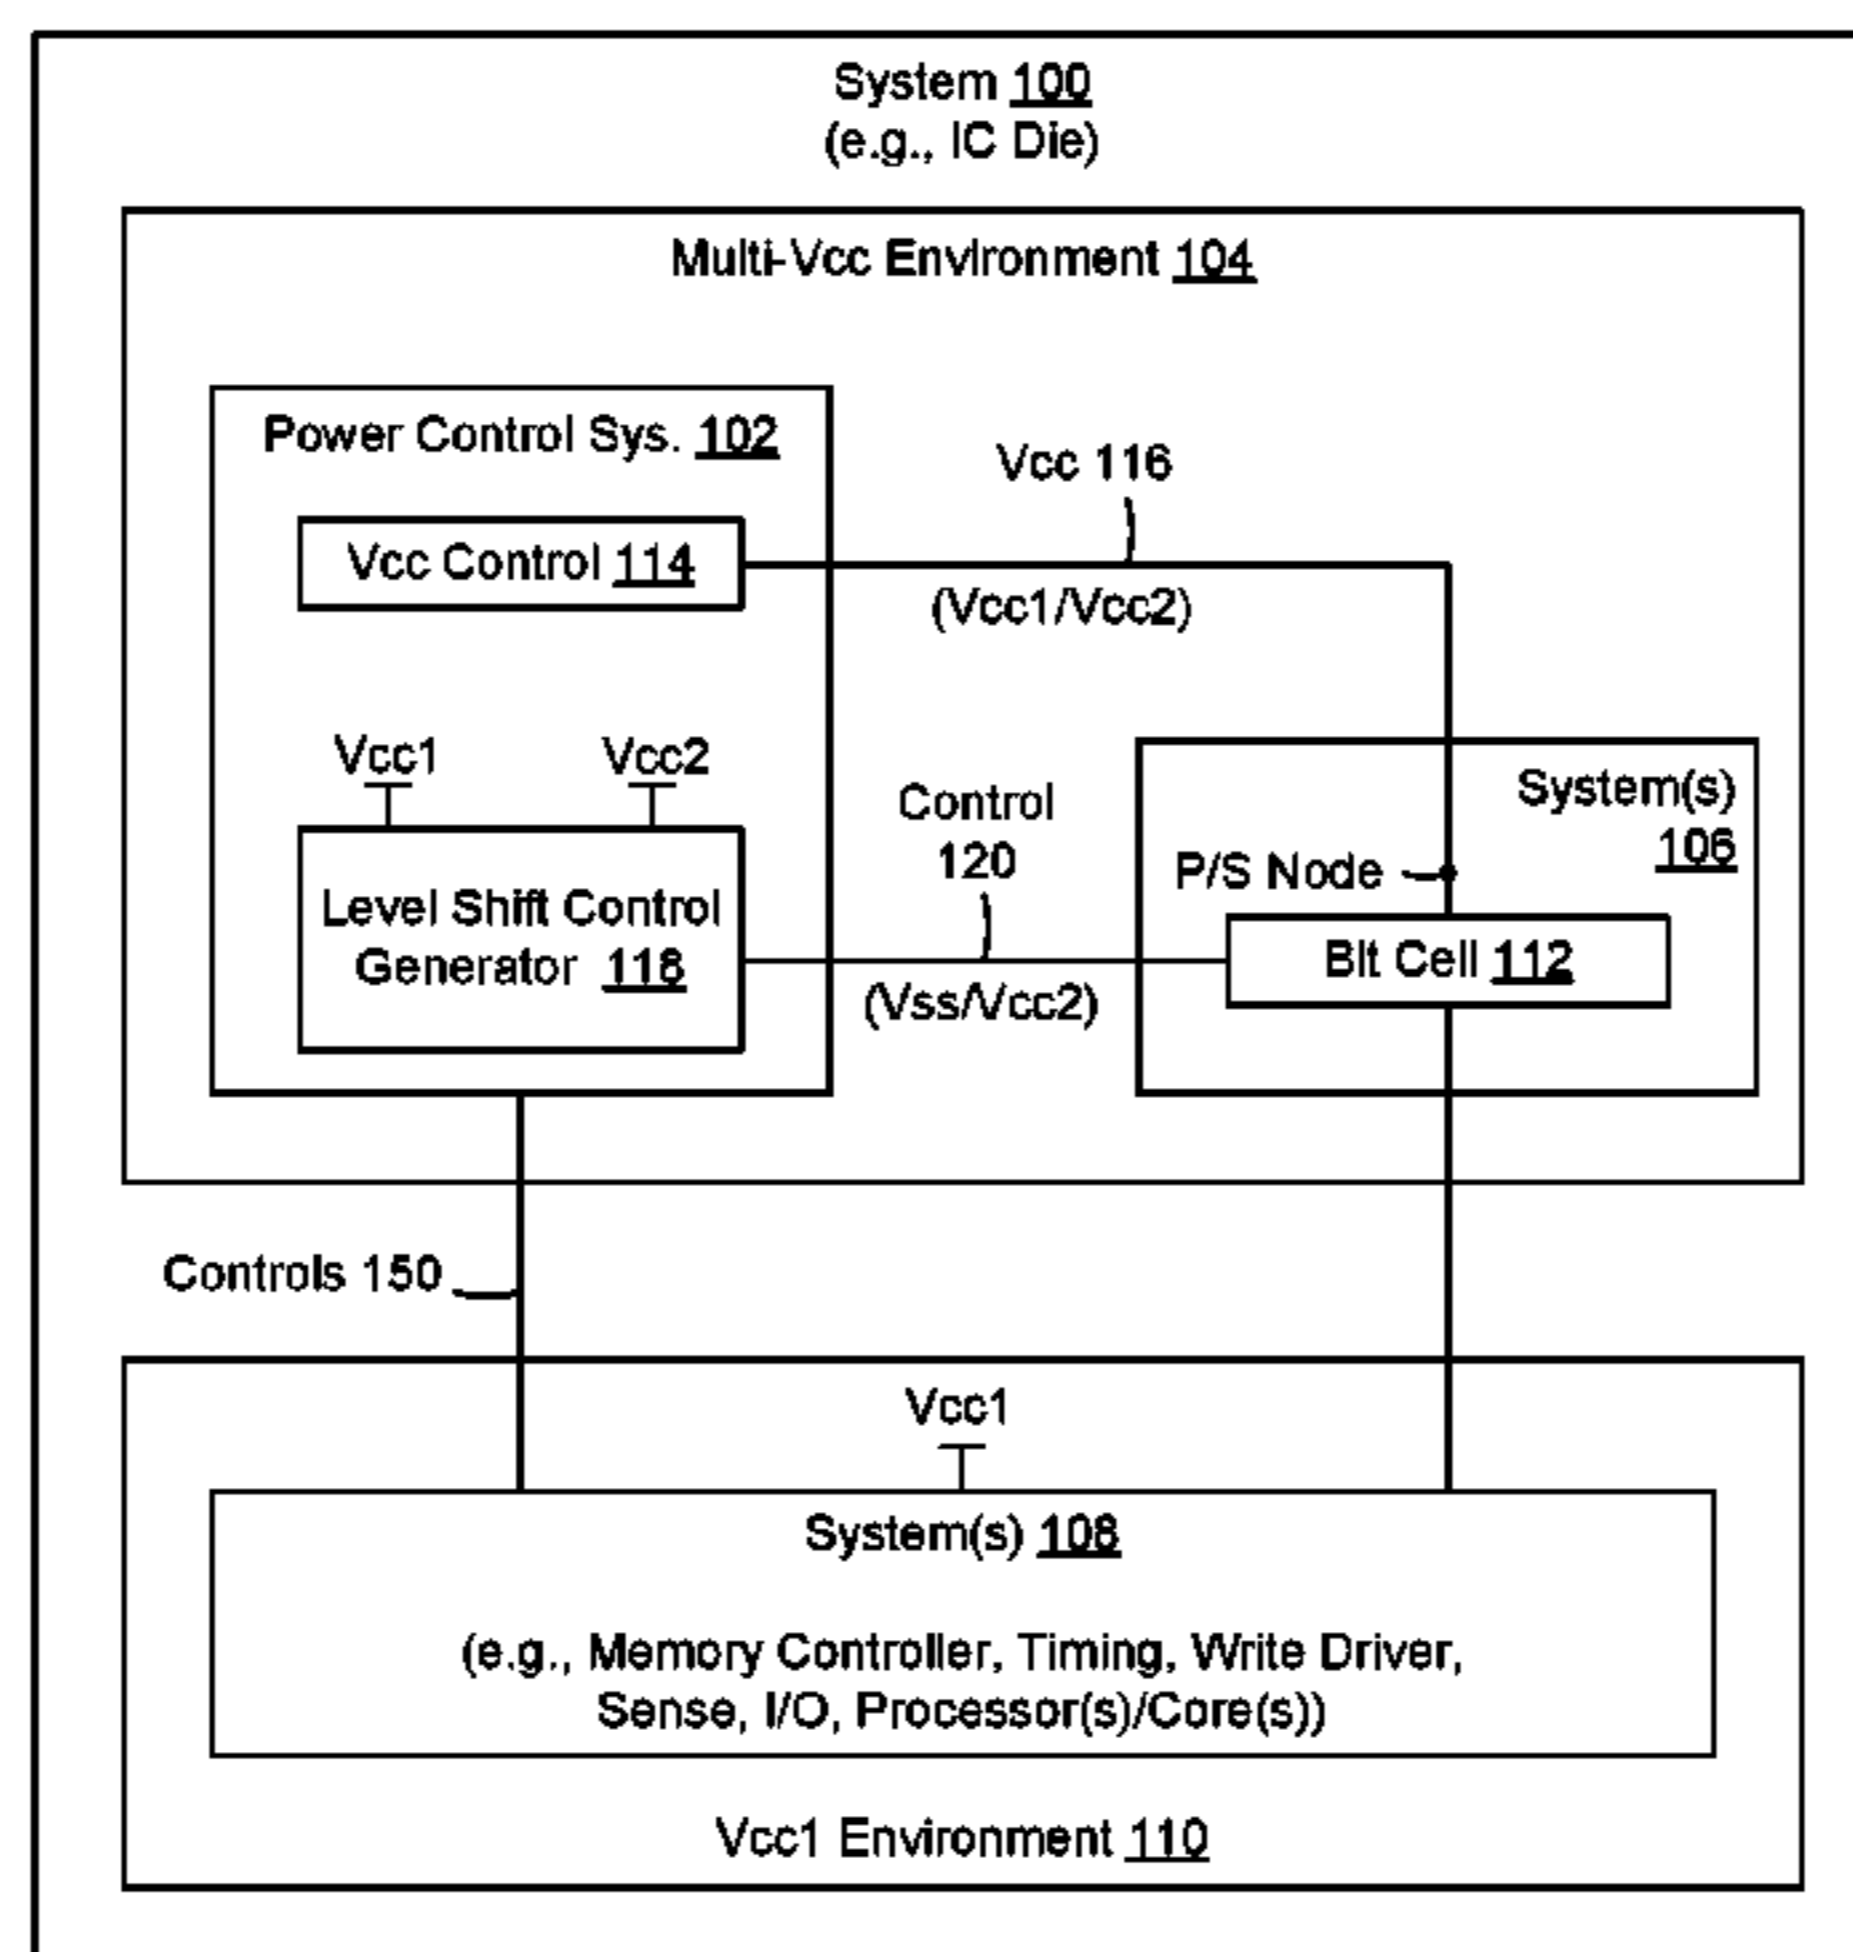 System 100
(e.g., IC Die)
Multi-Vcc Environment 104
Power Control Sys. 102
Vcc 116
Vcc Control 114
(Vcc1/Vcc2)
Vcc1
Vcc2
Control
120
System(s)
106
P/S Node
Level Shift Control
Generator 118
Bit Cell 112
(Vss/Vcc2)
Controls 150
Vcc1
System(s) 108
(e.g., Memory Controller, Timing, Write Driver,
Sense, I/O, Processor(s)/Core(s))
Vcc1 Environment 110